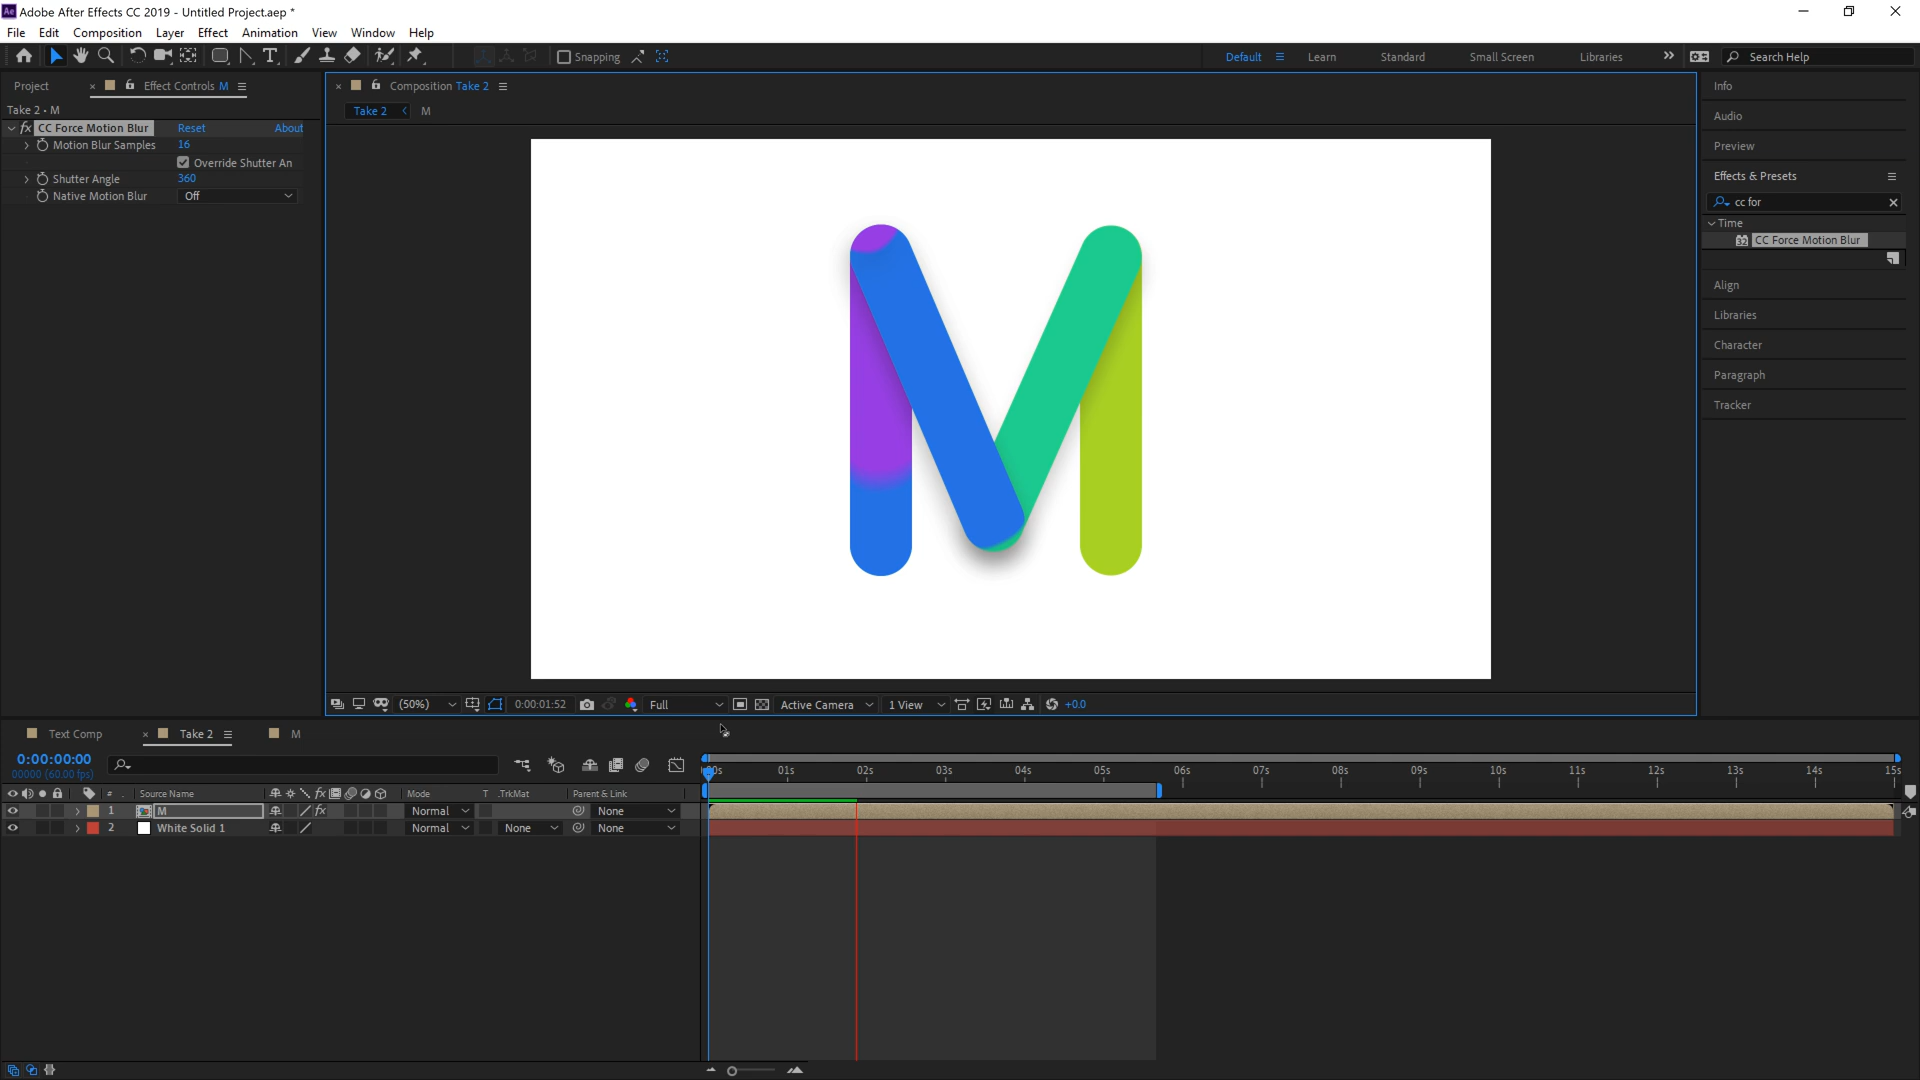 Ae Adobe After Effects CC 2019 - Untitled Project.aep *
File Edit Composition Layer Effect Animation View Window Help
Snapping Default Learn Standard Small Screen Libraries Search Help
Project Effect Controls M Composition Take 2 Info
Take 2 • M Take 2 M
fx CC Force Motion Blur Reset About
Motion Blur Samples 16
Override Shutter An
Shutter Angle 360
Native Motion Blur Off
M
Audio
Preview
Effects & Presets
cc for
Time
32 CC Force Motion Blur
Align
Libraries
Character
Paragraph
Tracker
(50%) 0:00:01:52 Full Active Camera 1 View +0.0
Text Comp Take 2 M
0:00:00:00
00000 (60.00 fps)
:00s 01s 02s 03s 04s 05s 06s 07s 08s 09s 10s 11s 12s 13s 14s 15s
# Source Name fx Mode T .TrkMat Parent & Link
1 M fx Normal None
2 White Solid 1 Normal None None